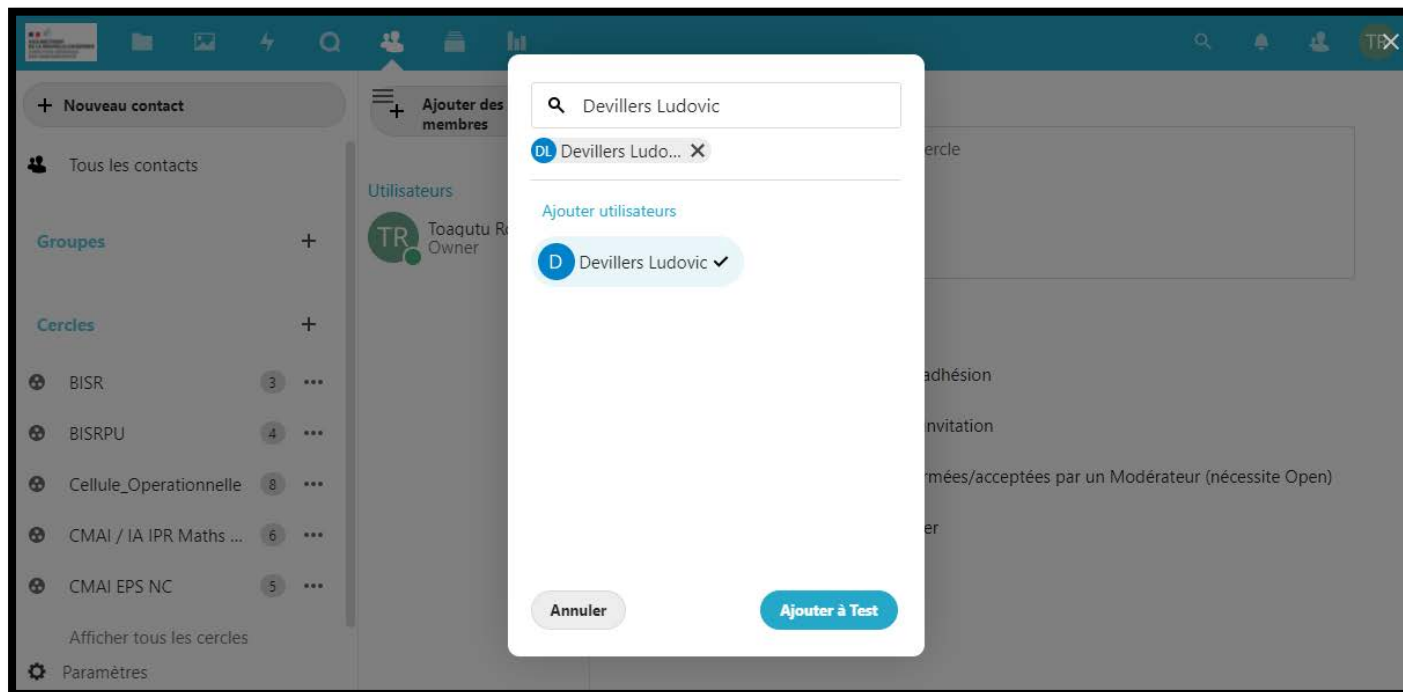 TR
+ Nouveau contact
Ajouter des
membres
Tous les contacts
Groupes +
Cercles +
BISR 3 •••
BISRPU 4 •••
Cellule_Operationnelle 8 •••
CMAI / IA IPR Maths ... 6 •••
CMAI EPS NC 5 •••
Afficher tous les cercles
Paramètres
Utilisateurs
TR Toaqutu
Owner
Devillers Ludovic
DL Devillers Ludo...
Ajouter utilisateurs
D Devillers Ludovic
Annuler
Ajouter à Test
ercle
adhésion
nvitation
mées/acceptées par un Modérateur (nécessite Open)
er